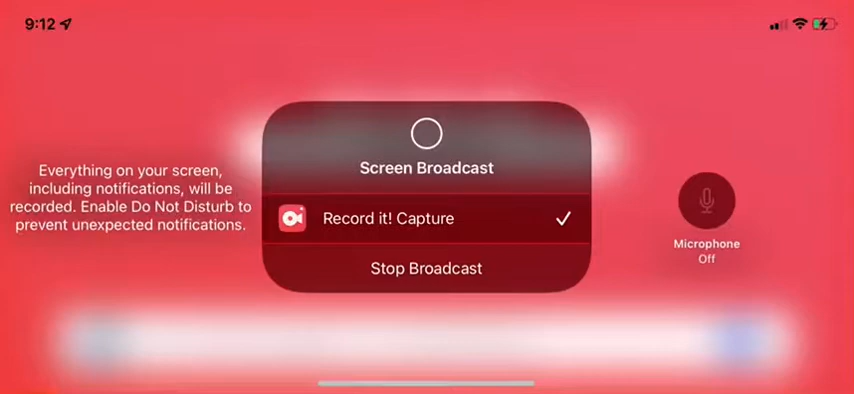 9:12
Screen Broadcast
Everything on your screen,
including notifications, will be
recorded. Enable Do Not Disturb to
prevent unexpected notifications.
Record it! Capture
Stop Broadcast
Microphone
Off